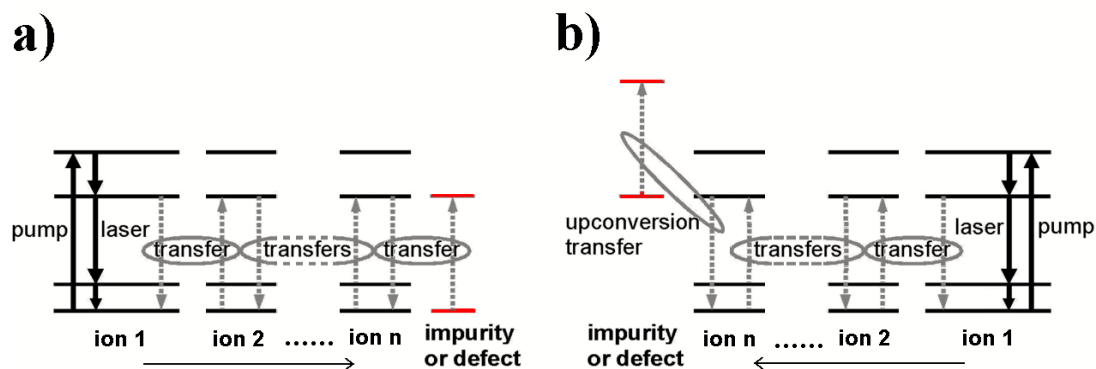 a)
pump
laser
transfer
transfers
transfer
ion 1
ion 2
......
ion n
impurity
or defect
b)
upconversion
transfer
transfers
transfer
laser
pump
impurity
or defect
ion n
......
ion 2
ion 1